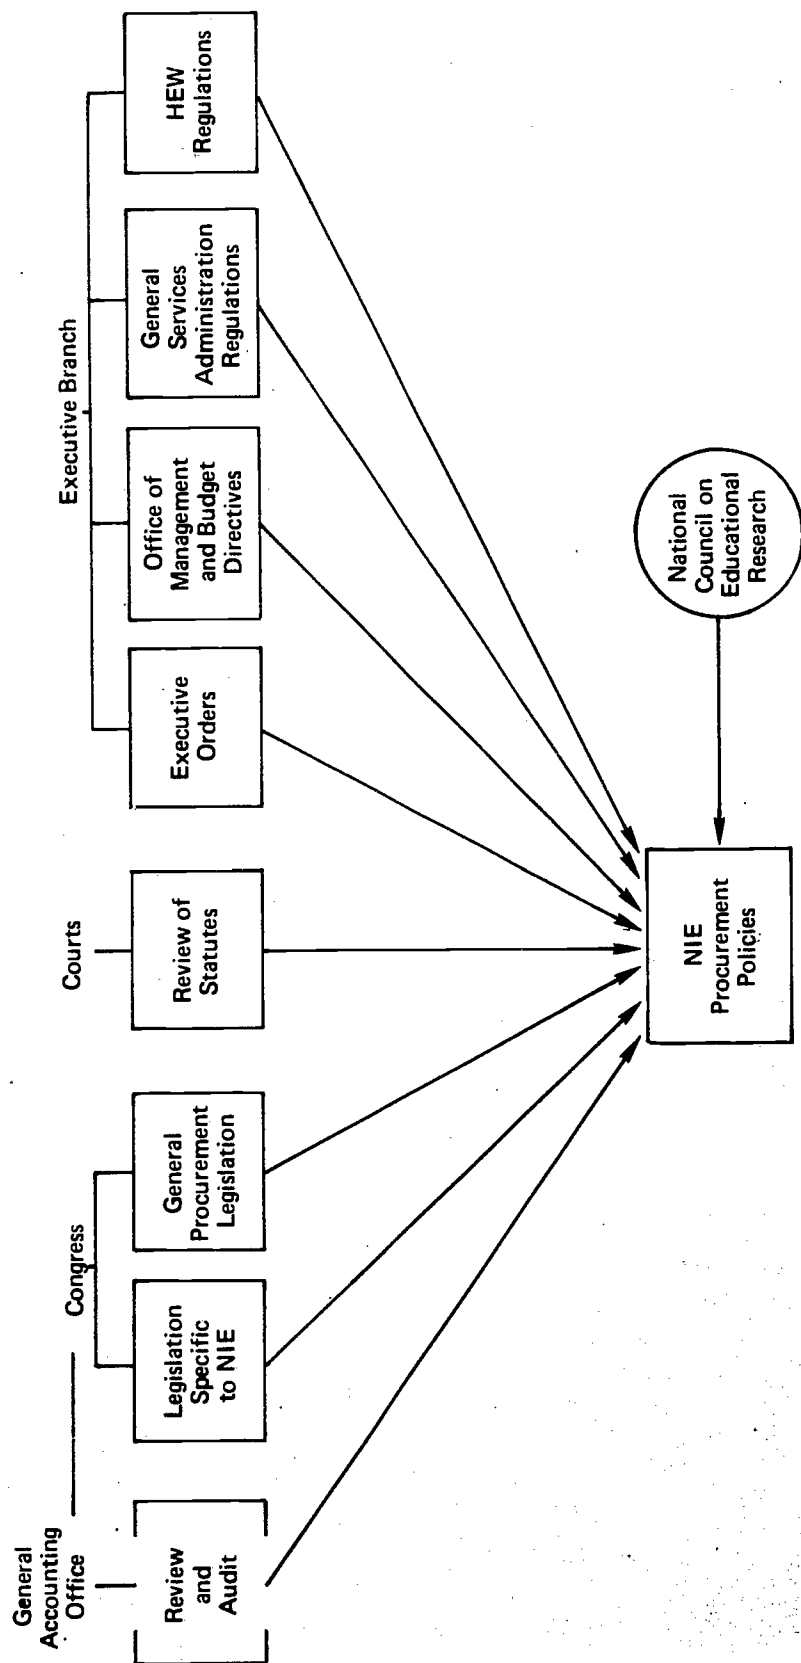 General
Accounting
Office
Congress
Courts
Executive Branch
Review
and
Audit
Legislation
Specific
to NIE
General
Procurement
Legislation
Review of
Statutes
Executive
Orders
Office of
Management
and Budget
Directives
General
Services
Administration
Regulations
HEW
Regulations
NIE
Procurement
Policies
National
Council on
Educational
Research